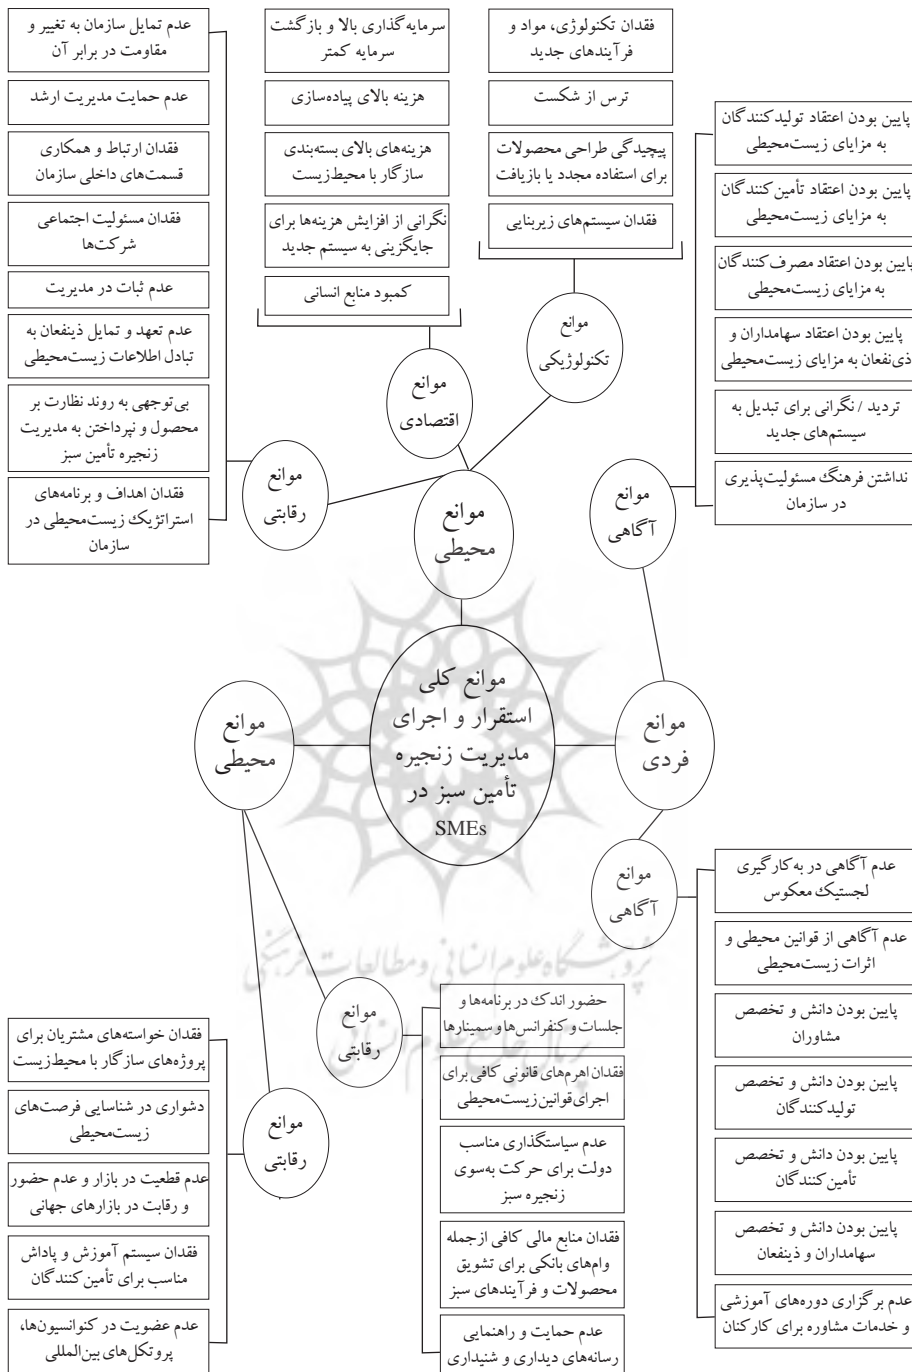 عدم تمایل سازمان به تغییر و
مقاومت در برابر آن
عدم حمایت مدیریت ارشد
فقدان ارتباط و همکاری
قسمت‌های داخلی سازمان
فقدان مسئولیت اجتماعی
شرکت‌ها
عدم ثبات در مدیریت
عدم تعهد و تمایل ذینفعان به
تبادل اطلاعات زیست‌محیطی
بی‌توجهی به روند نظارت بر
محصول و نپرداختن به مدیریت
زنجیره تأمین سبز
فقدان اهداف و برنامه‌های
استراتژیک زیست‌محیطی در
سازمان
موانع
رقابتی
سرمایه‌گذاری بالا و بازگشت
سرمایه کمتر
هزینه بالای پیاده‌سازی
هزینه‌های بالای بسته‌بندی
سازگار با محیط‌زیست
نگرانی از افزایش هزینه‌ها برای
جایگزینی به سیستم جدید
کمبود منابع انسانی
موانع
اقتصادی
فقدان تکنولوژی، مواد و
فرآیندهای جدید
ترس از شکست
پیچیدگی طراحی محصولات
برای استفاده مجدد یا بازیافت
فقدان سیستم‌های زیربنایی
موانع
تکنولوژیکی
موانع
محیطی
پایین بودن اعتقاد تولیدکنندگان
به مزایای زیست‌محیطی
پایین بودن اعتقاد تأمین‌کنندگان
به مزایای زیست‌محیطی
پایین بودن اعتقاد مصرف‌کنندگان
به مزایای زیست‌محیطی
پایین بودن اعتقاد سهامداران و
ذی‌نفعان به مزایای زیست‌محیطی
تردید / نگرانی برای تبدیل به
سیستم‌های جدید
نداشتن فرهنگ مسئولیت‌پذیری
در سازمان
موانع
آگاهی
موانع کلی
استقرار و اجرای
مدیریت زنجیره
تأمین سبز در
SMEs
موانع
فردی
موانع
محیطی
موانع
آگاهی
عدم آگاهی در به‌کارگیری
لجستیک معکوس
عدم آگاهی از قوانین محیطی و
اثرات زیست‌محیطی
پایین بودن دانش و تخصص
مشاوران
پایین بودن دانش و تخصص
تولیدکنندگان
پایین بودن دانش و تخصص
تأمین‌کنندگان
پایین بودن دانش و تخصص
سهامداران و ذینفعان
عدم برگزاری دوره‌های آموزشی
و خدمات مشاوره برای کارکنان
پژوهشگاه علوم انسانی و مطالعات فرهنگی
پرتال جامع علوم انسانی
موانع
رقابتی
حضور اندک در برنامه‌ها و
جلسات و کنفرانس‌ها و سمینارها
فقدان اهرم‌های قانونی کافی برای
اجرای قوانین زیست‌محیطی
عدم سیاستگذاری مناسب
دولت برای حرکت به‌سوی
زنجیره سبز
فقدان منابع مالی کافی ازجمله
وام‌های بانکی برای تشویق
محصولات و فرآیندهای سبز
عدم حمایت و راهنمایی
رسانه‌های دیداری و شنیداری
موانع
رقابتی
فقدان خواسته‌های مشتریان برای
پروژه‌های سازگار با محیط‌زیست
دشواری در شناسایی فرصت‌های
زیست‌محیطی
عدم قطعیت در بازار و عدم حضور
و رقابت در بازارهای جهانی
فقدان سیستم آموزش و پاداش
مناسب برای تأمین‌کنندگان
عدم عضویت در کنوانسیون‌ها،
پروتکل‌های بین‌المللی